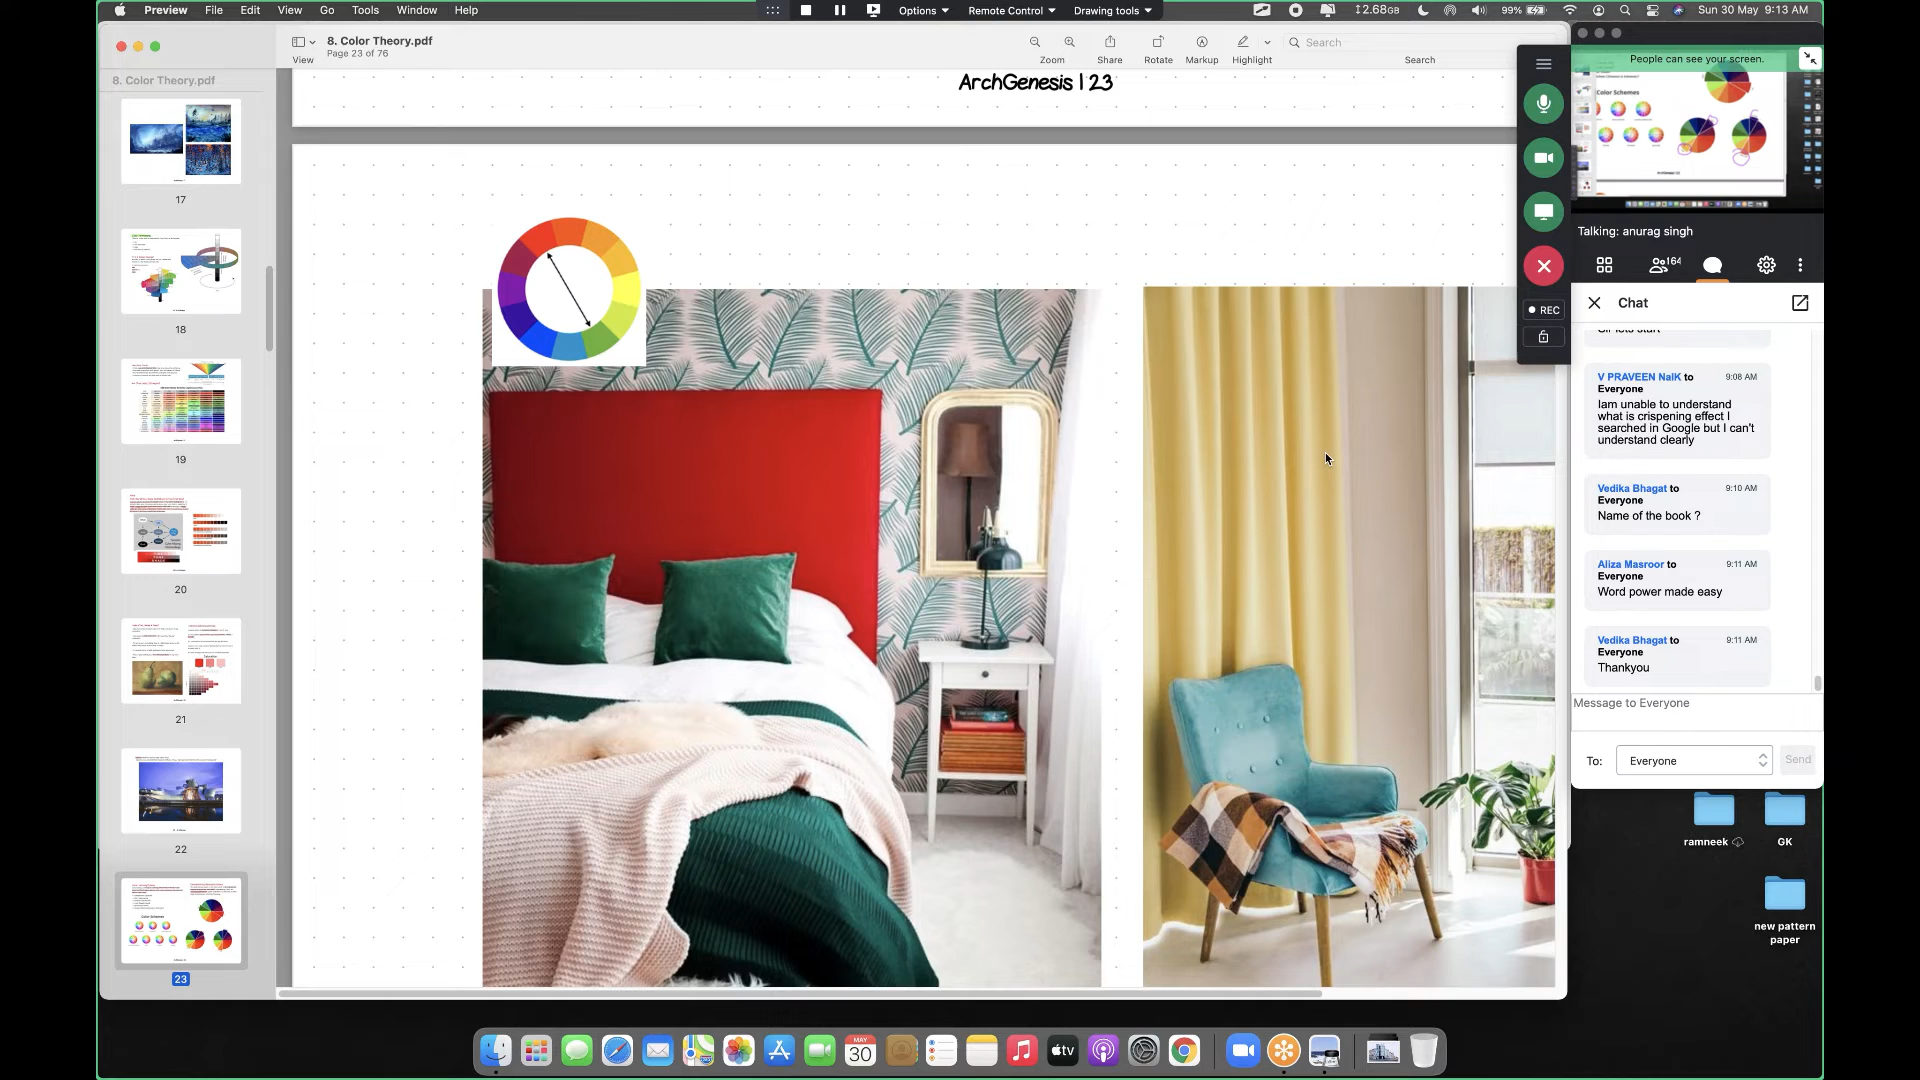 Preview File Edit View Go Tools Window Help
Options Remote Control Drawing tools
2.68GB 99% Sun 30 May 9:13 AM
8. Color Theory.pdf
Page 23 of 76
View Zoom Share Rotate Markup Highlight Search
Search
8. Color Theory.pdf
17
18
19
20
21
22
23
ArchGenesis | 23
REC
People can see your screen.
Color Schemes
Talking: anurag singh
164
Chat
V PRAVEEN NaiK to Everyone 9:08 AM
Iam unable to understand
what is crispening effect I
searched in Google but I can't
understand clearly
Vedika Bhagat to Everyone 9:10 AM
Name of the book ?
Aliza Masroor to Everyone 9:11 AM
Word power made easy
Vedika Bhagat to Everyone 9:11 AM
Thankyou
Message to Everyone
To: Everyone Send
ramneek GK
new pattern
paper
MAY
30
tv